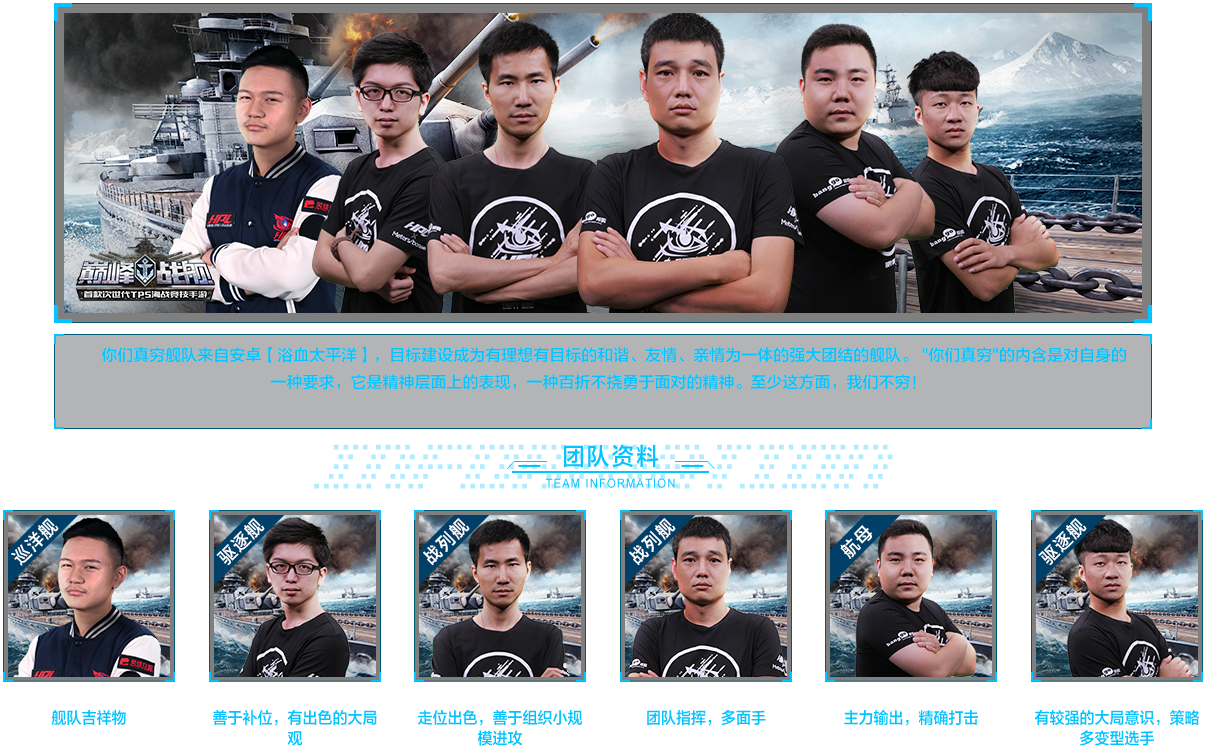 HPL
巅峰战舰
首款次世代TPS海战竞技手游
HPL
bang
bang
你们真穷舰队来自安卓【浴血太平洋】，目标建设成为有理想有目标的和谐、友情、亲情为一体的强大团结的舰队。"你们真穷"的内含是对自身的
一种要求，它是精神层面上的表现，一种百折不挠勇于面对的精神。至少这方面，我们不穷！
团队资料
TEAM INFORMATION
巡洋舰
驱逐舰
战列舰
战列舰
航母
驱逐舰
HPL
bang
舰队吉祥物
善于补位，有出色的大局
观
走位出色，善于组织小规
模进攻
团队指挥，多面手
主力输出，精确打击
有较强的大局意识，策略
多变型选手